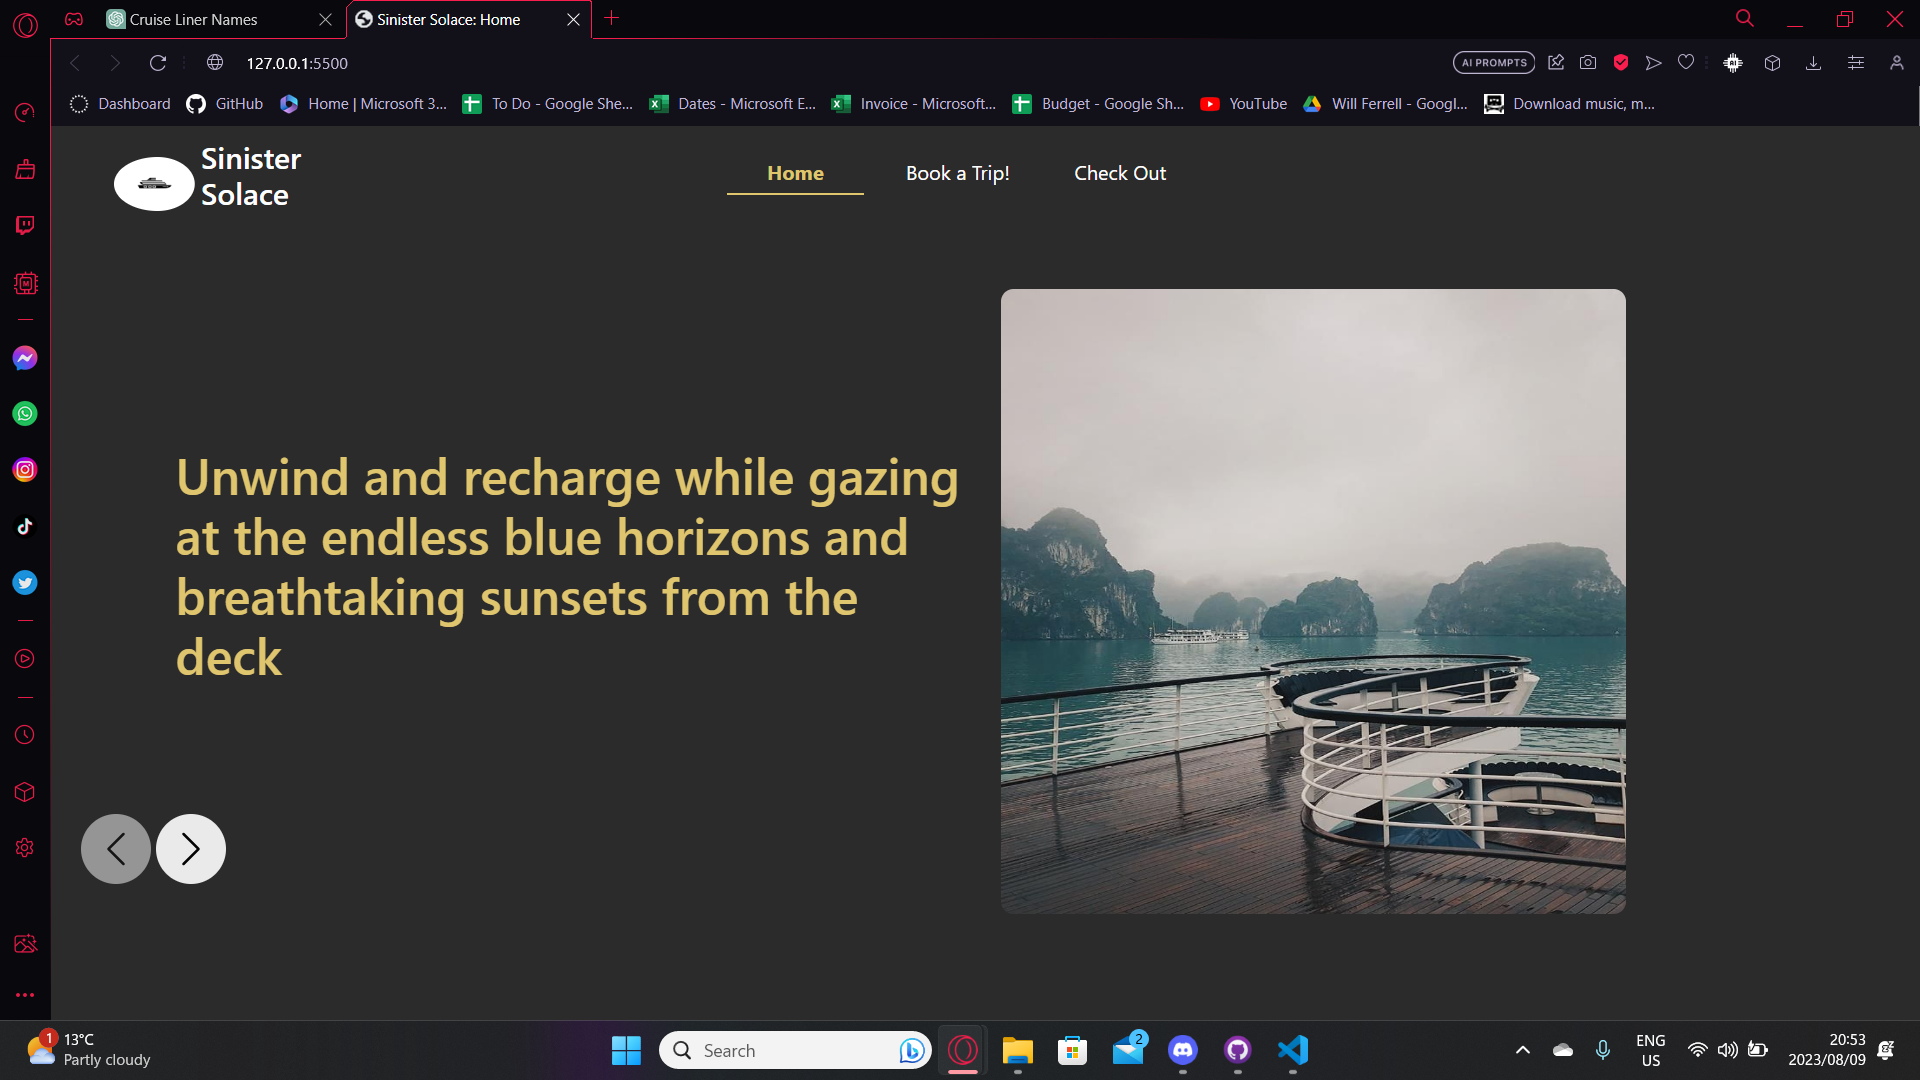 Cruise Liner Names
Sinister Solace: Home
127.0.0.1:5500
AI PROMPTS
Dashboard
GitHub
Home | Microsoft 3...
To Do - Google She...
Dates - Microsoft E...
Invoice - Microsoft...
Budget - Google Sh...
YouTube
Will Ferrell - Googl...
Download music, m...
Sinister
Solace
Home
Book a Trip!
Check Out
Unwind and recharge while gazing
at the endless blue horizons and
breathtaking sunsets from the
deck
1
13°C
Partly cloudy
Search
2
ENG
US
20:53
2023/08/09